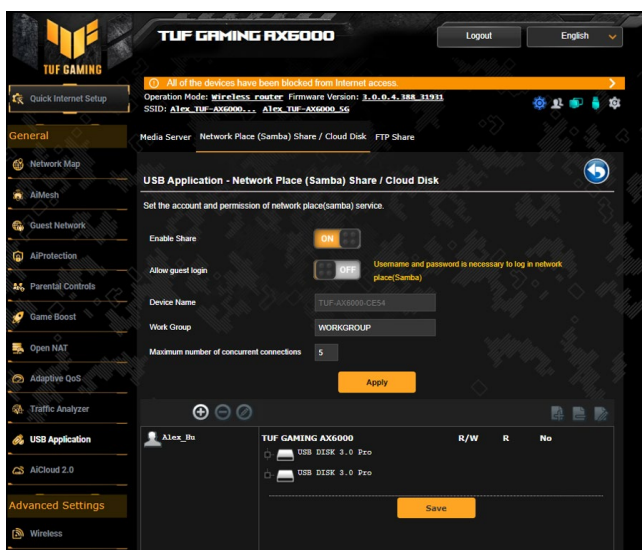 TUF GAMING AX6000
Logout
English
TUF GAMING
All of the devices have been blocked from Internet access.
Quick Internet Setup
Operation Mode: Wireless router Firmware Version: 3.0.0.4.388_31931
SSID: Alex_TUF-AX6000... Alex_TUF-AX6000_5G
General
Media Server Network Place (Samba) Share / Cloud Disk FTP Share
Network Map
USB Application - Network Place (Samba) Share / Cloud Disk
AiMesh
Set the account and permission of network place(samba) service.
Guest Network
Enable Share ON
AiProtection
Allow guest login OFF Username and password is necessary to log in network
place(Samba)
Parental Controls
Device Name TUF-AX6000-CE54
Game Boost
Work Group WORKGROUP
Open NAT
Maximum number of concurrent connections 5
Adaptive QoS
Apply
Traffic Analyzer
USB Application
Alex_Hu TUF GAMING AX6000 R/W R No
USB DISK 3.0 Pro
AiCloud 2.0
USB DISK 3.0 Pro
Advanced Settings
Save
Wireless